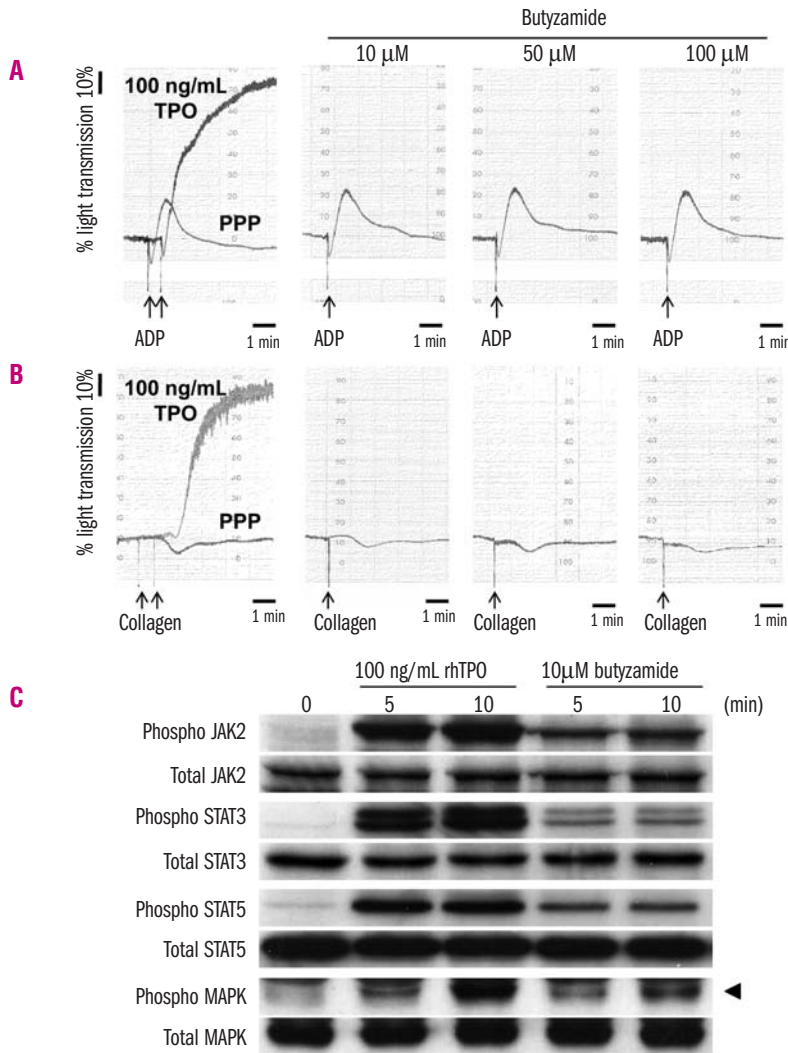 Butyzamide
10 μM 50 μM 100 μM
A
% light transmission 10%
100 ng/mL
TPO
PPP
ADP 1 min ADP 1 min ADP 1 min ADP 1 min
B
% light transmission 10%
100 ng/mL
TPO
PPP
Collagen 1 min Collagen 1 min Collagen 1 min Collagen 1 min
C
100 ng/mL rhTPO 10μM butyzamide
0 5 10 5 10 (min)
Phospho JAK2
Total JAK2
Phospho STAT3
Total STAT3
Phospho STAT5
Total STAT5
Phospho MAPK
Total MAPK